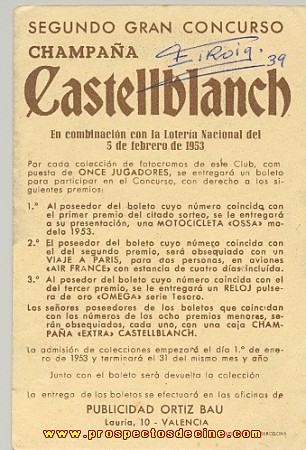 SEGUNDO GRAN CONCURSO
CHAMPAÑA
E. Roig. 39
Castellblanch
En combinación con la Lotería Nacional del
5 de febrero de 1953
Por cada colección de fotocromos de este Club, com-
puesta de ONCE JUGADORES, se entregará un boleto
para participar en el Concurso, con derecho a los si-
guientes premios:
1.º Al poseedor del boleto cuyo número coincida con
el primer premio del citado sorteo, se le entregará
a su presentación, una MOTOCICLETA «OSSA» mo-
delo 1953.
2.º El poseedor del boleto cuyo número coincida con
el del segundo premio, será obsequiado con un
VIAJE A PARIS, para dos personas, en aviones
«AIR FRANCE» con estancia de cuatro días incluída.
3.º Al poseedor del boleto cuyo número coincida con
el del tercer premio, se le entregará un RELOJ pulse-
ra de oro «OMEGA» serie Tesoro.
Los señores poseedores de los boletos que coincidan
con los números de los ocho premios menores, se-
rán obsequiados, cada uno, con una caja CHAM-
PAÑA «EXTRA» CASTELLBLANCH.
La admisión de colecciones empezará el día 1.º de ene-
ro de 1953 y terminará el 31 del mismo mes y año
Junto con el boleto será devuelta la colección
La entrega de los boletos se efectuará en las oficinas de
PUBLICIDAD ORTIZ BAU
Lauria, 10 - VALENCIA
www.prospectosdecine.com
BARCELONA